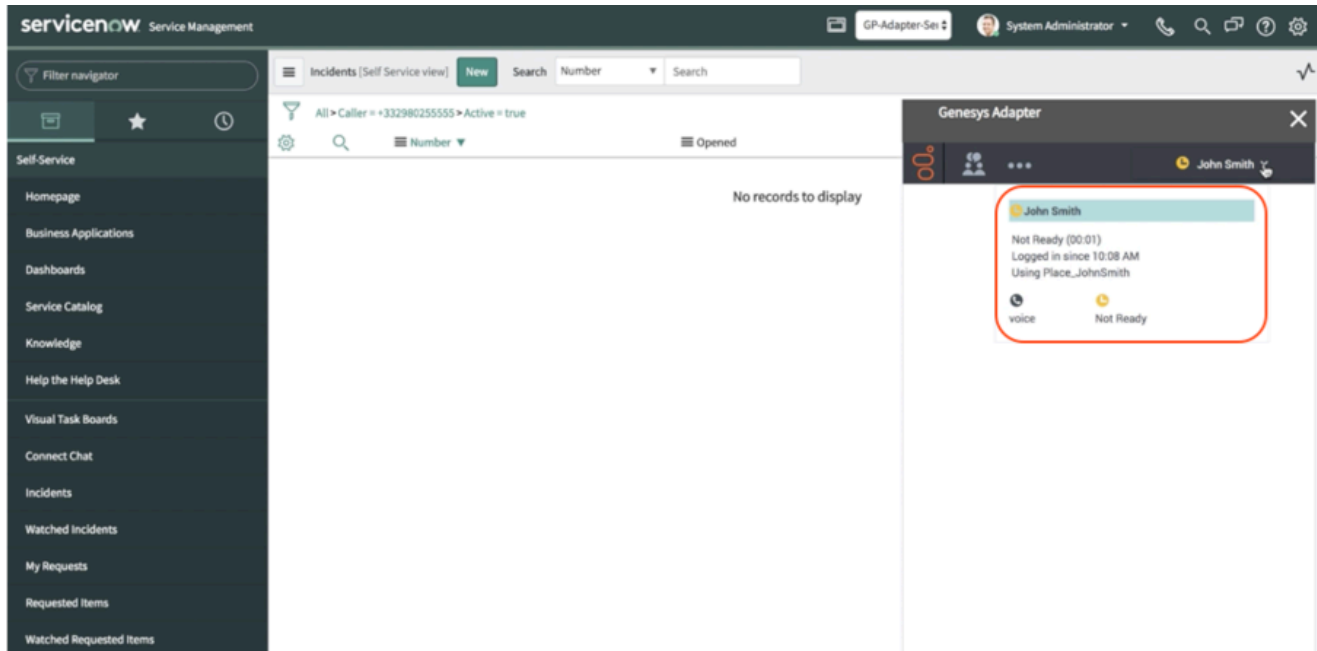 servicenow Service Management
GP-Adapter-Ser
System Administrator
Filter navigator
Incidents [Self Service view] New Search Number Search
All > Caller = +332980255555 > Active = true
Number Opened
No records to display
Self-Service
Homepage
Business Applications
Dashboards
Service Catalog
Knowledge
Help the Help Desk
Visual Task Boards
Connect Chat
Incidents
Watched Incidents
My Requests
Requested Items
Watched Requested Items
Genesys Adapter
John Smith
John Smith
Not Ready (00:01)
Logged in since 10:08 AM
Using Place_JohnSmith
voice Not Ready